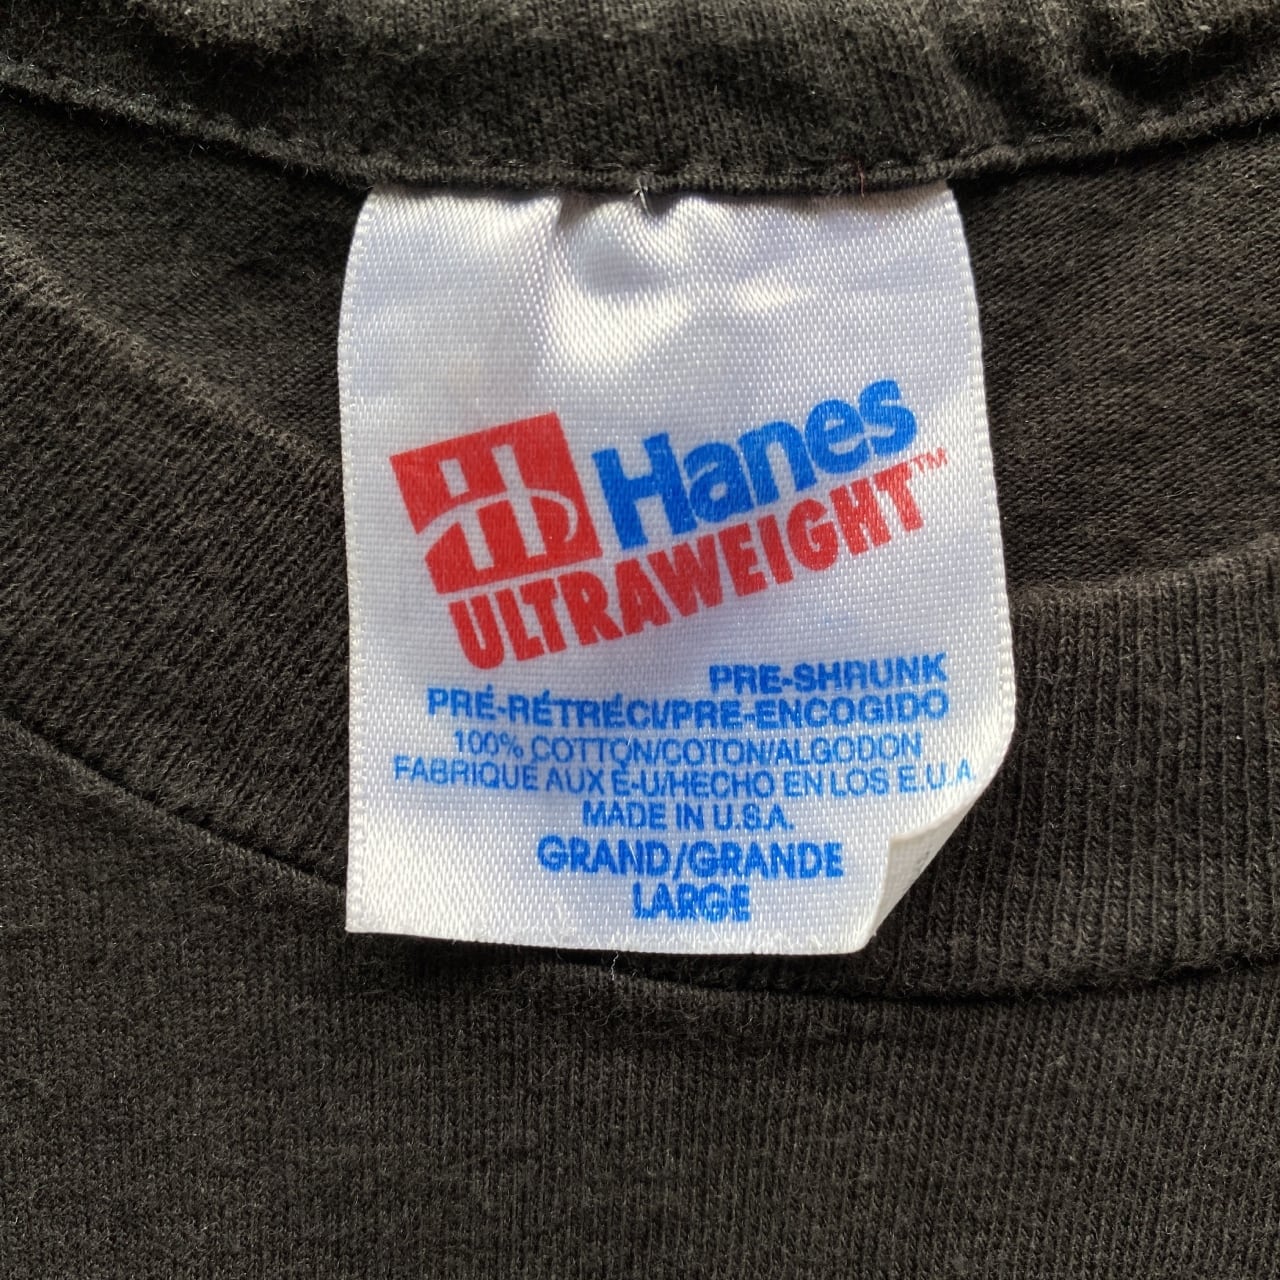 Hanes
ULTRAWEIGHT™
PRE-SHRUNK
PRÉ-RÉTRÉCI/PRE-ENCOGIDO
100% COTTON/COTON/ALGODON
FABRIQUE AUX É-U/HECHO EN LOS E.U.A.
MADE IN U.S.A.
GRAND/GRANDE
LARGE